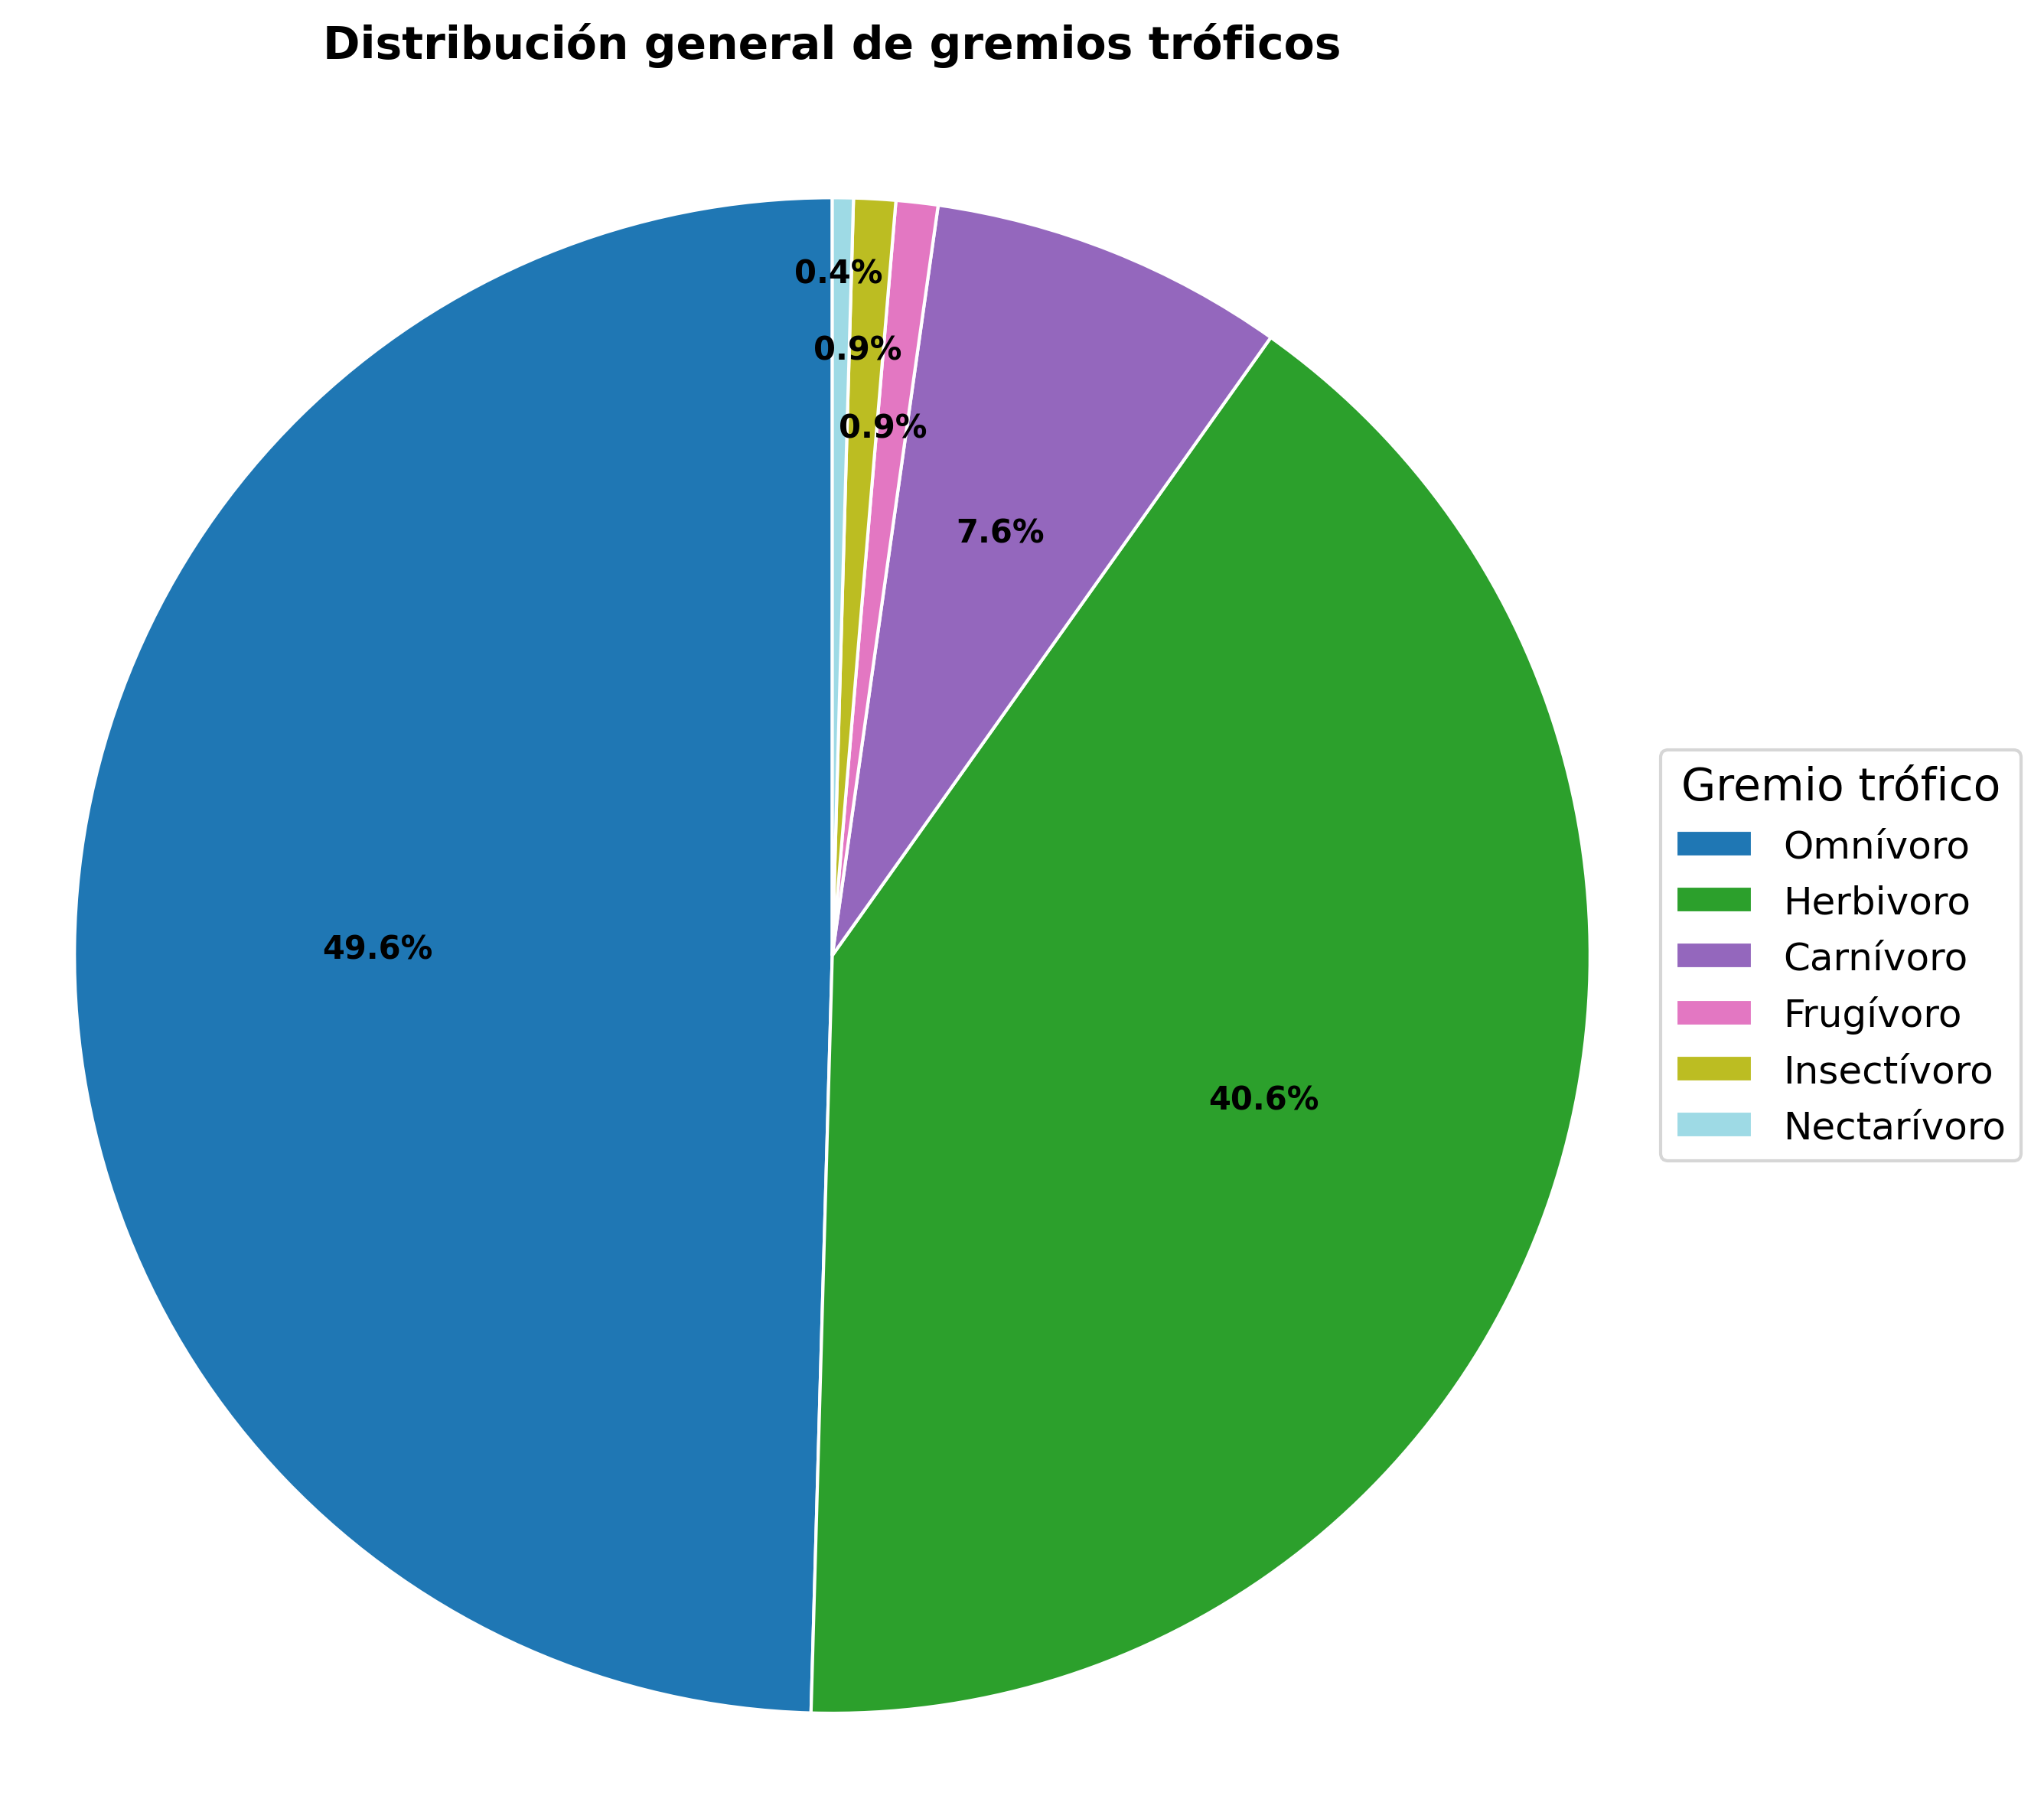 Distribución general de gremios tróficos
0.4%
0.9%
0.9%
7.6%
49.6%
40.6%
Gremio trófico
Omnívoro
Herbivoro
Carnívoro
Frugívoro
Insectívoro
Nectarívoro